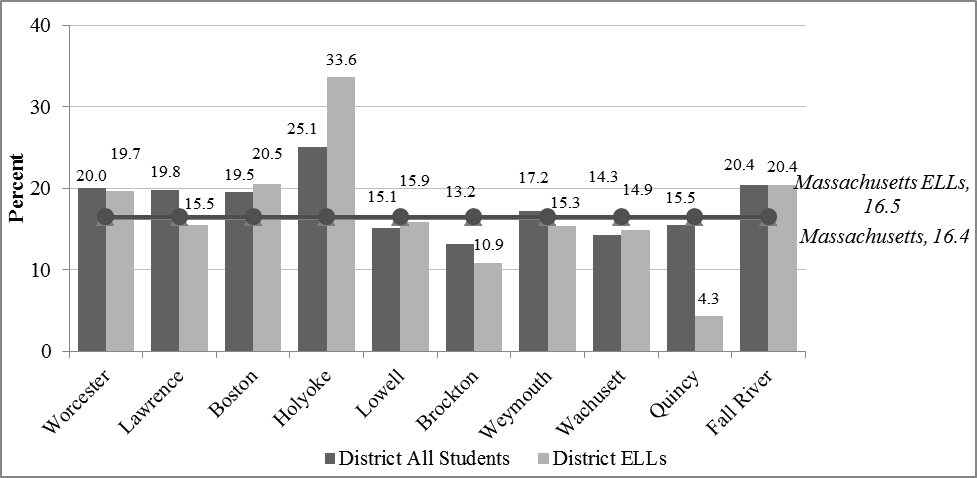 40
30
20
10
0
Percent
20.0
19.7
19.8
15.5
19.5
20.5
25.1
33.6
15.1
15.9
13.2
10.9
17.2
15.3
14.3
14.9
15.5
4.3
20.4
20.4
Massachusetts ELLs,
16.5
Massachusetts, 16.4
Worcester
Lawrence
Boston
Holyoke
Lowell
Brockton
Weymouth
Wachusett
Quincy
Fall River
District All Students
District ELLs